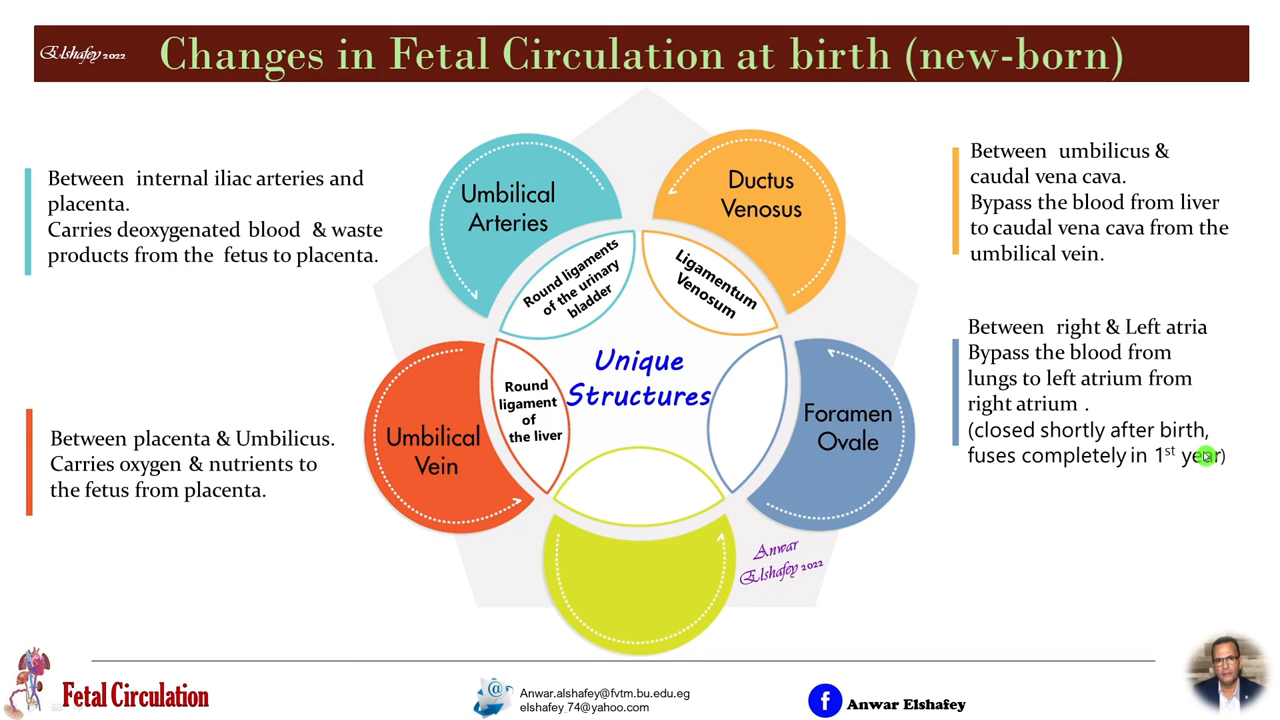 Elshafey 2022
Changes in Fetal Circulation at birth (new-born)
Between internal iliac arteries and
placenta.
Carries deoxygenated blood & waste
products from the fetus to placenta.
Umbilical
Arteries
Round ligaments
of the urinary
bladder
Ductus
Venosus
Ligamentum
Venosum
Between umbilicus &
caudal vena cava.
Bypass the blood from liver
to caudal vena cava from the
umbilical vein.
Between placenta & Umbilicus.
Carries oxygen & nutrients to
the fetus from placenta.
Umbilical
Vein
Round
ligament
of
the liver
Unique
Structures
Foramen
Ovale
Between right & Left atria
Bypass the blood from
lungs to left atrium from
right atrium .
(closed shortly after birth,
fuses completely in 1st year)
Anwar
Elshafey 2022
Fetal Circulation
Anwar.alshafey@fvtm.bu.edu.eg
elshafey_74@yahoo.com
f
Anwar Elshafey